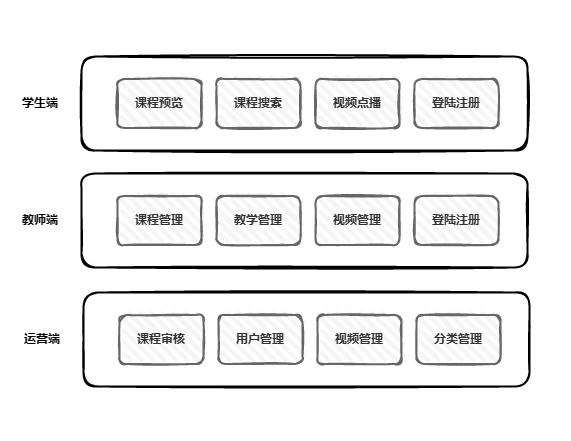 学生端
课程预览 课程搜索 视频点播 登陆注册
教师端
课程管理 教学管理 视频管理 登陆注册
运营端
课程审核 用户管理 视频管理 分类管理